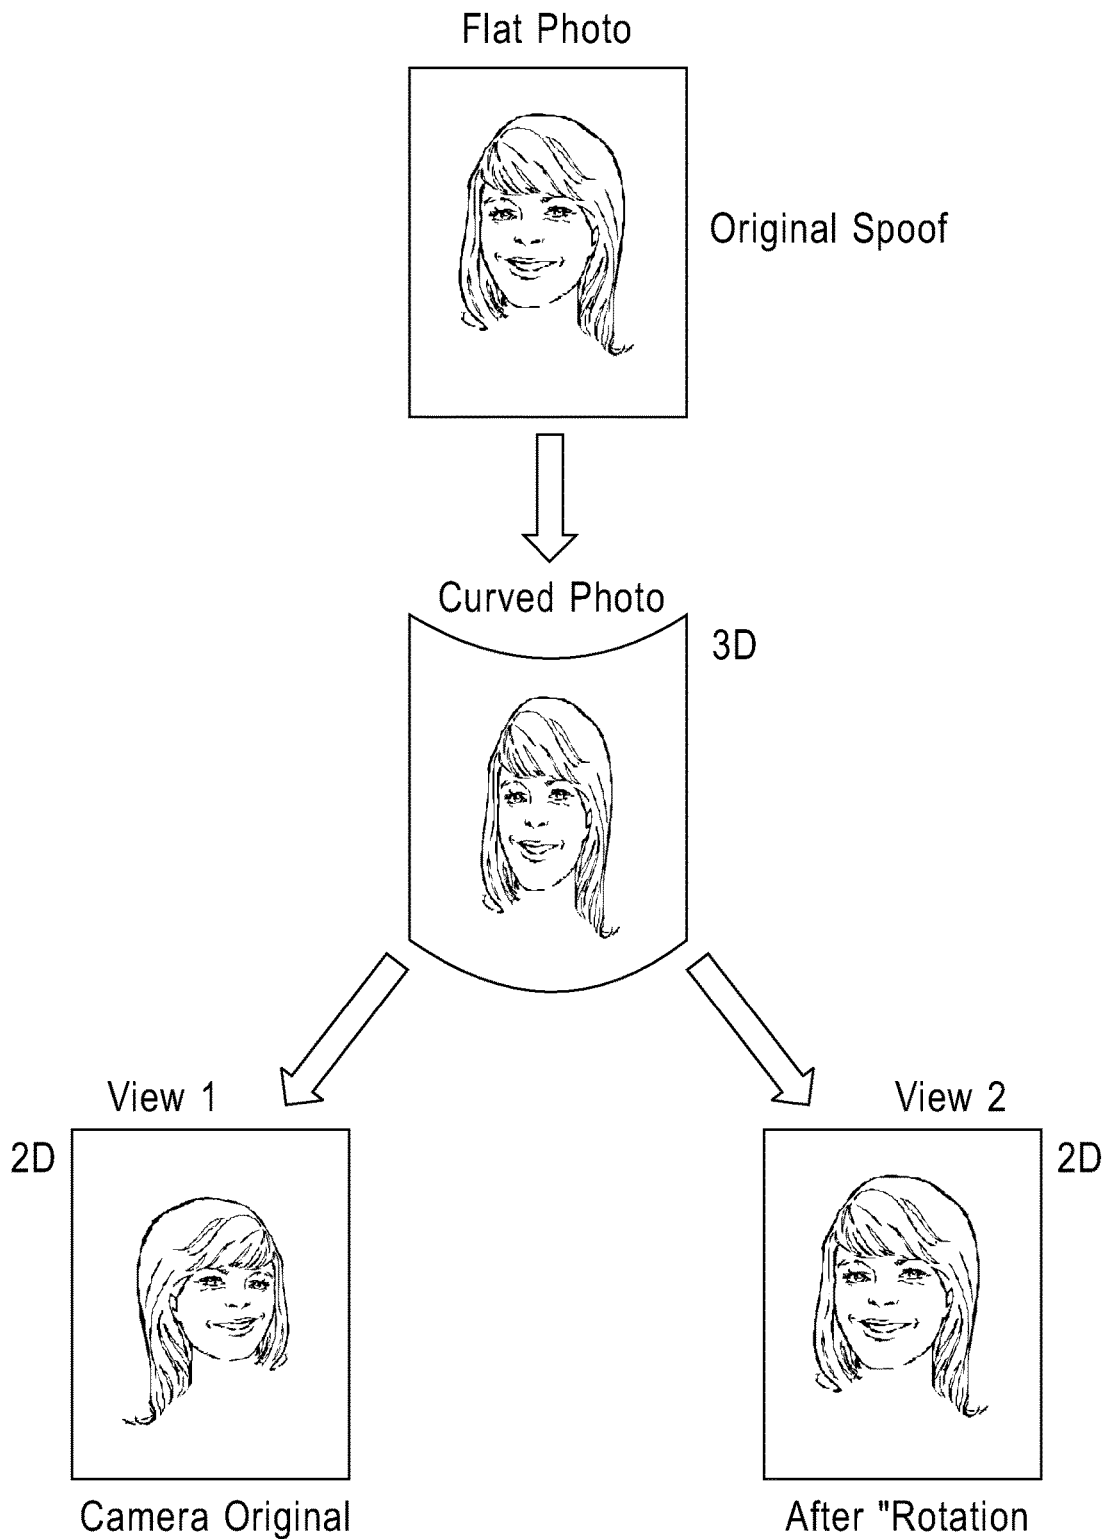 Flat Photo
Original Spoof
Curved Photo
3D
View 1
View 2
2D
2D
Camera Original
After "Rotation